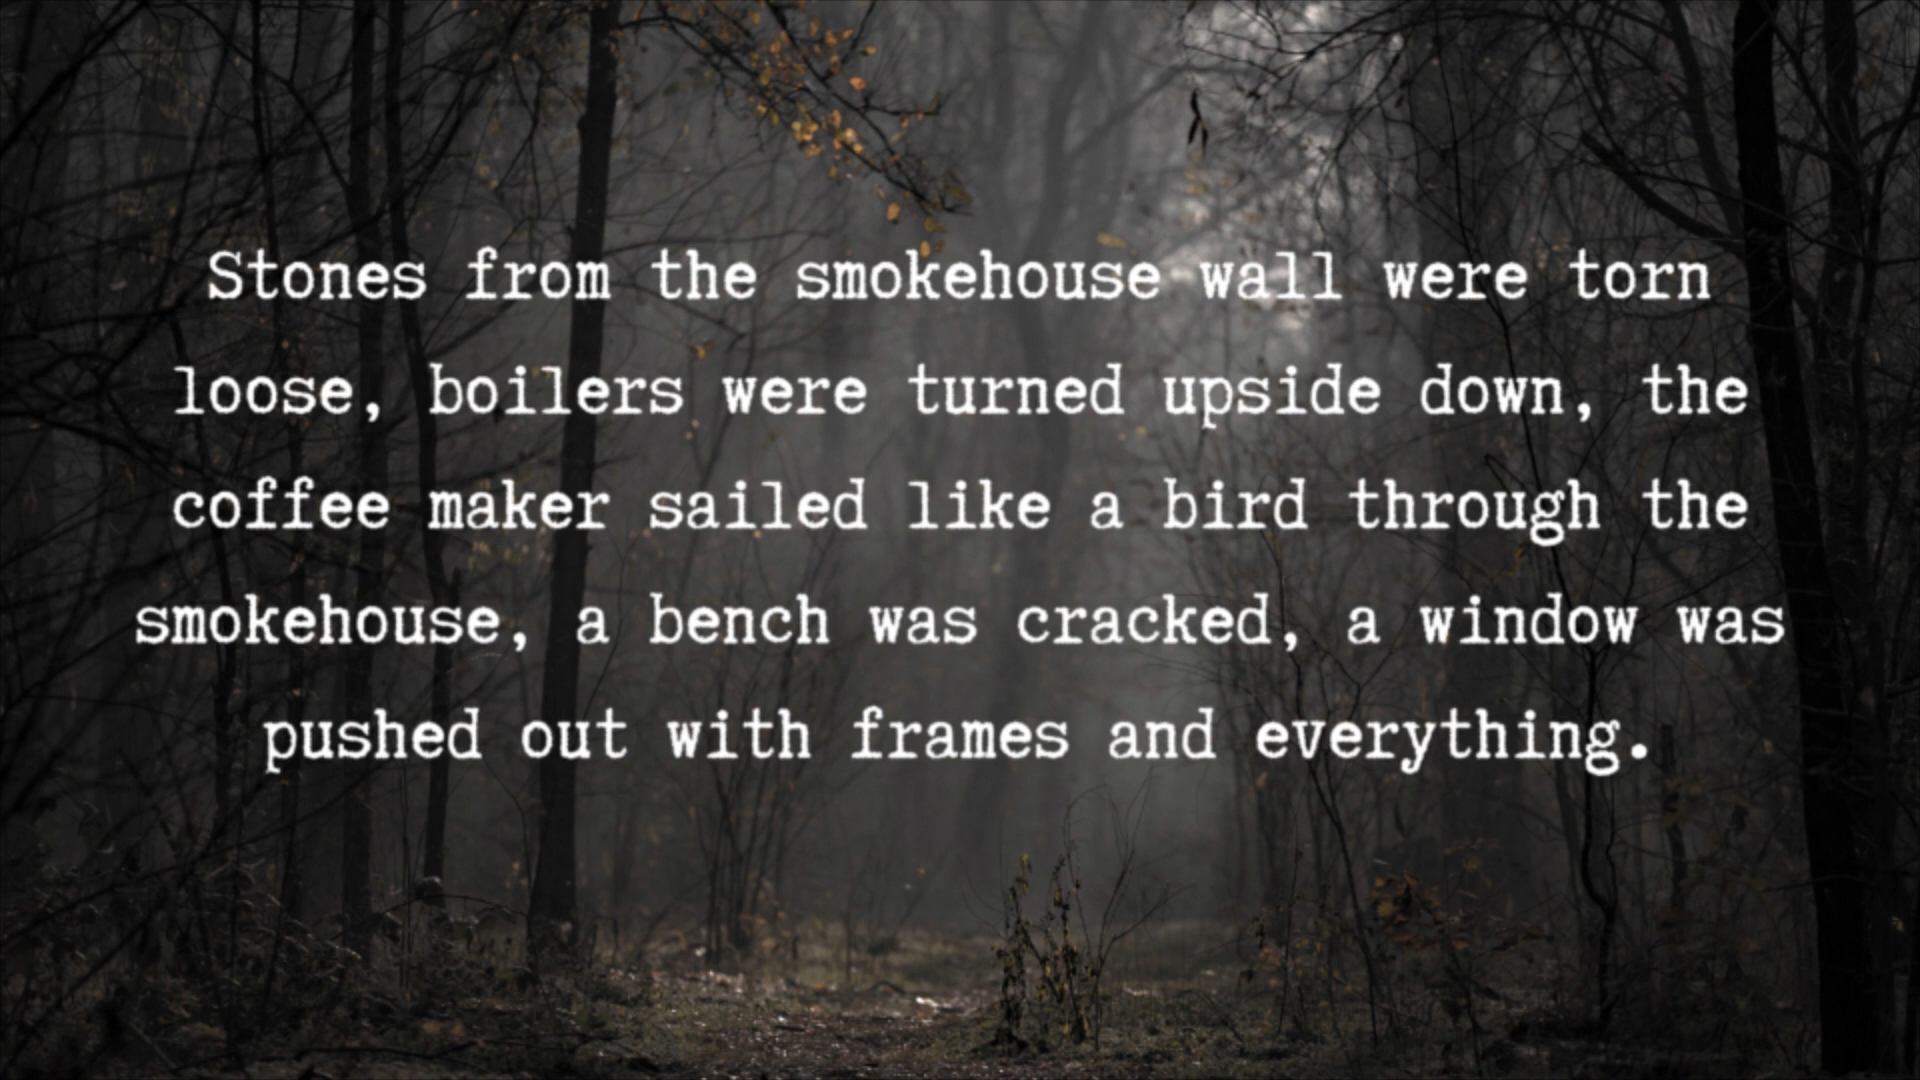 Stones from the smokehouse wall were torn
loose, boilers were turned upside down, the
coffee maker sailed like a bird through the
smokehouse, a bench was cracked, a window was
pushed out with frames and everything.